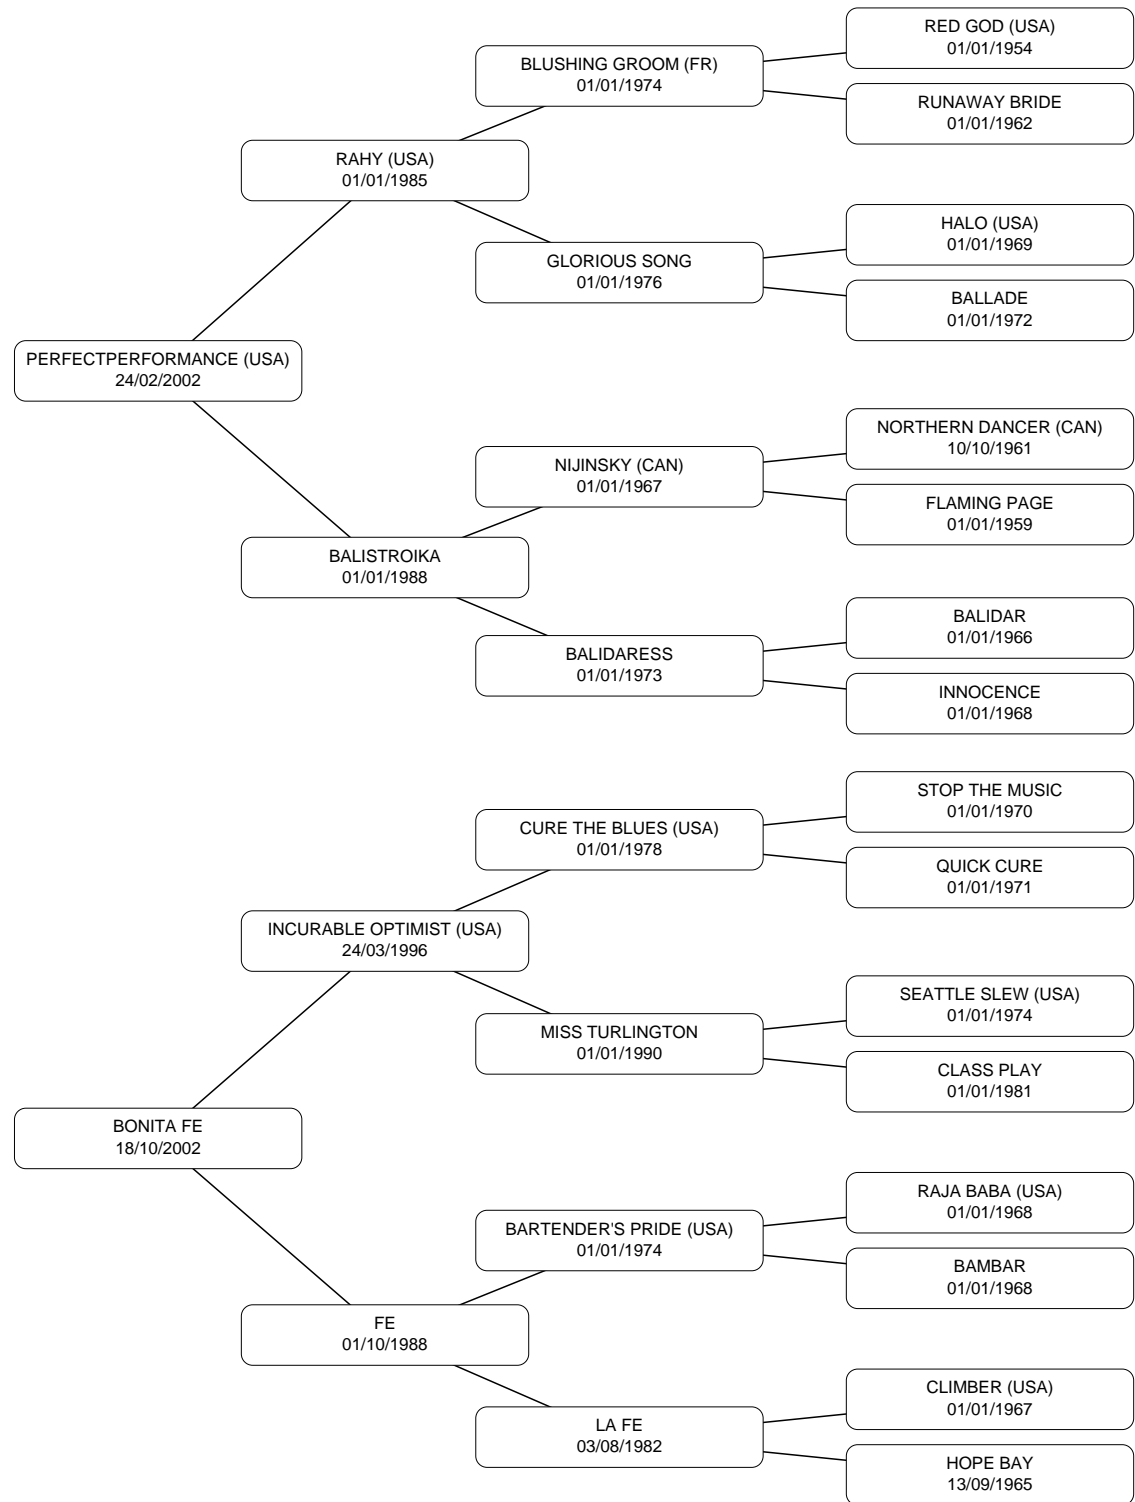 RED GOD (USA)
01/01/1954
BLUSHING GROOM (FR)
01/01/1974
RUNAWAY BRIDE
01/01/1962
RAHY (USA)
01/01/1985
HALO (USA)
01/01/1969
GLORIOUS SONG
01/01/1976
BALLADE
01/01/1972
PERFECTPERFORMANCE (USA)
24/02/2002
NORTHERN DANCER (CAN)
10/10/1961
NIJINSKY (CAN)
01/01/1967
FLAMING PAGE
01/01/1959
BALISTROIKA
01/01/1988
BALIDAR
01/01/1966
BALIDARESS
01/01/1973
INNOCENCE
01/01/1968
STOP THE MUSIC
01/01/1970
CURE THE BLUES (USA)
01/01/1978
QUICK CURE
01/01/1971
INCURABLE OPTIMIST (USA)
24/03/1996
SEATTLE SLEW (USA)
01/01/1974
MISS TURLINGTON
01/01/1990
CLASS PLAY
01/01/1981
BONITA FE
18/10/2002
RAJA BABA (USA)
01/01/1968
BARTENDER'S PRIDE (USA)
01/01/1974
BAMBAR
01/01/1968
FE
01/10/1988
CLIMBER (USA)
01/01/1967
LA FE
03/08/1982
HOPE BAY
13/09/1965